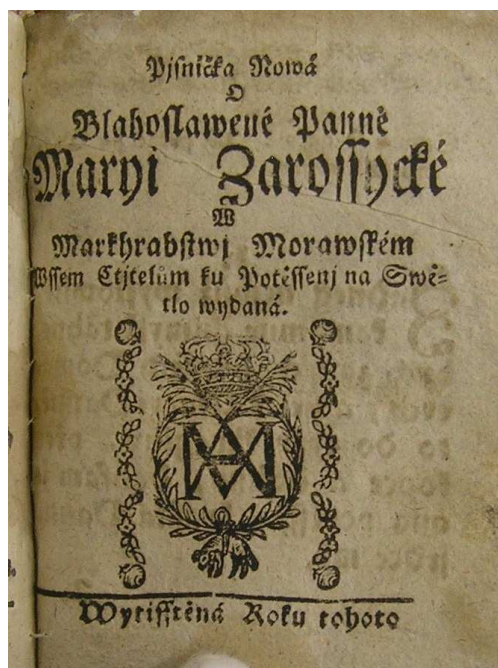 Pjsnička Nowá
O
Blahoslawené Panně
Maryi Zarossycké
W
Markhrabstwj Morawském
Wssem Ctjtelům ku Potěssenj na Swě-
tlo wydaná.
MA
Wytisstěná Roku tohoto